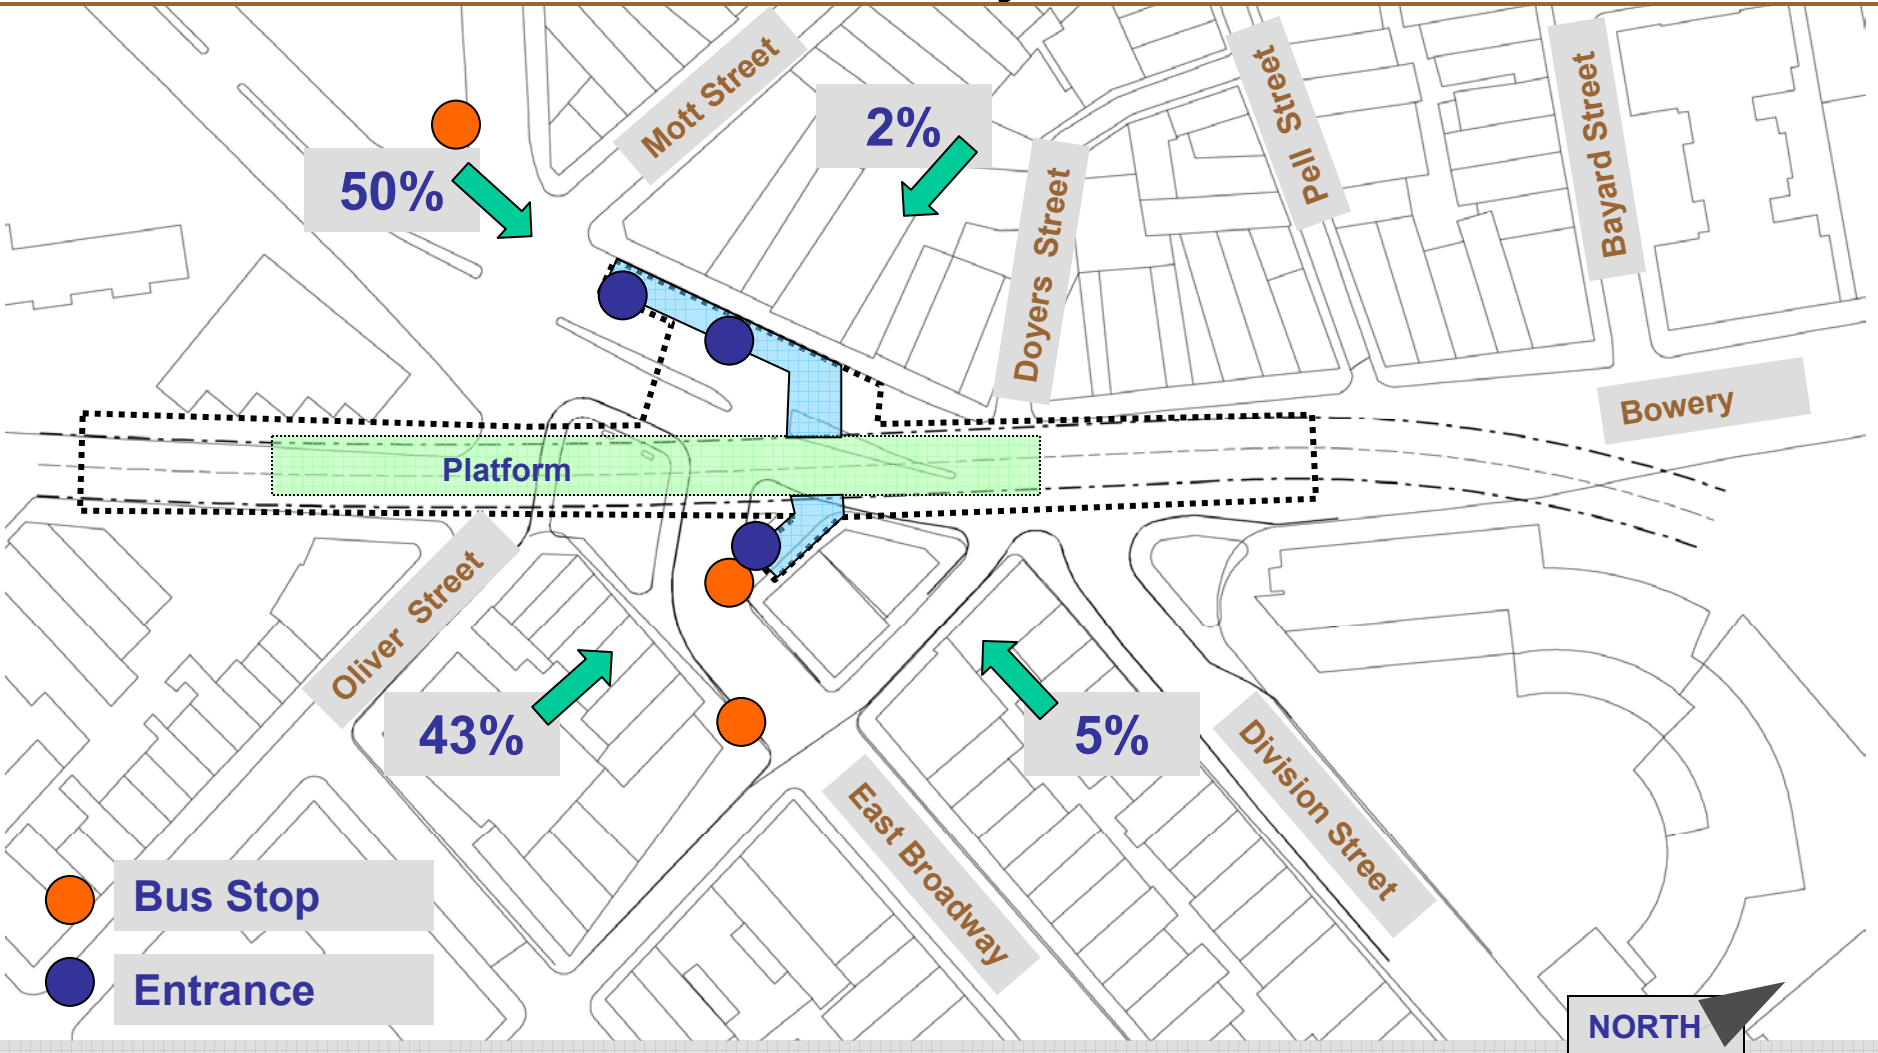 Mott Street
2%
50%
Doyers Street
Pell Street
Bayard Street
Bowery
Platform
Oliver Street
43%
5%
East Broadway
Division Street
Bus Stop
Entrance
NORTH